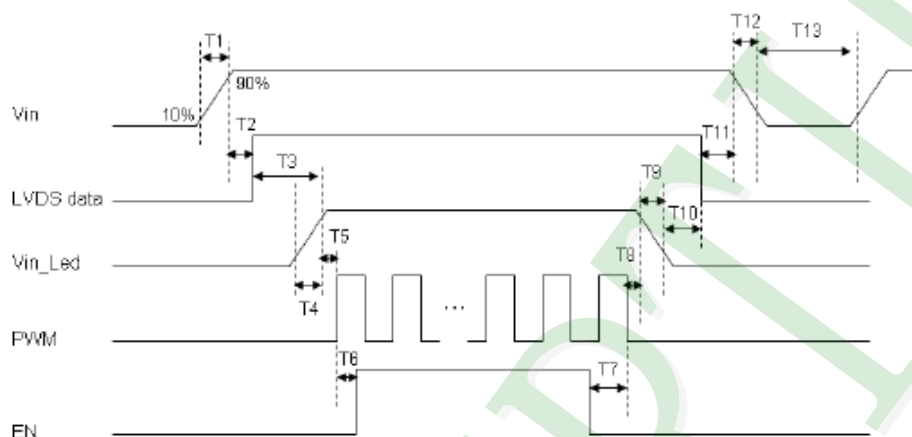 T1
T12
T13
90%
Vin
10%
T2
T11
T3
T9
LVDS data
T10
T5
Vin_Led
T8
T4
...
PWM
T6
T7
EN